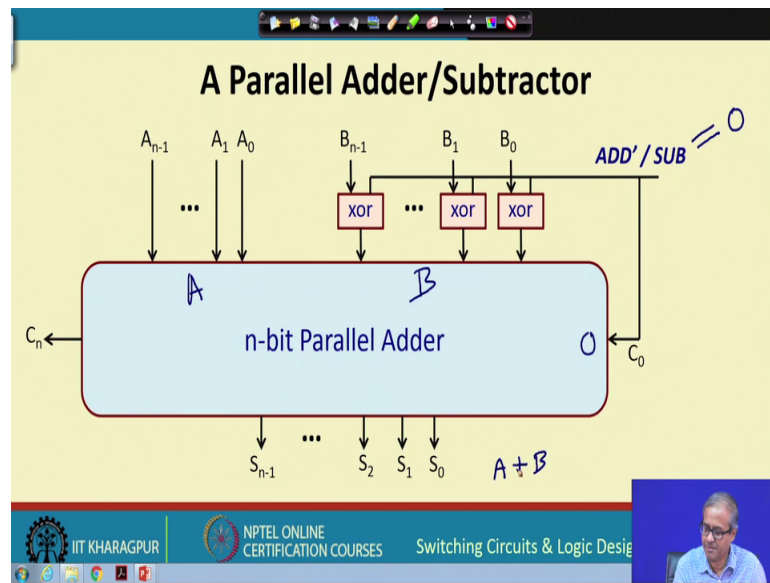 A Parallel Adder/Subtractor
Aₙ₋₁ A₁ A₀ Bₙ₋₁ B₁ B₀ ADD' / SUB = 0
... xor ... xor xor
A B
Cₙ n-bit Parallel Adder 0 C₀
Sₙ₋₁ ... S₂ S₁ S₀ A + B
IIT KHARAGPUR
NPTEL ONLINE
CERTIFICATION COURSES
Switching Circuits & Logic Desig